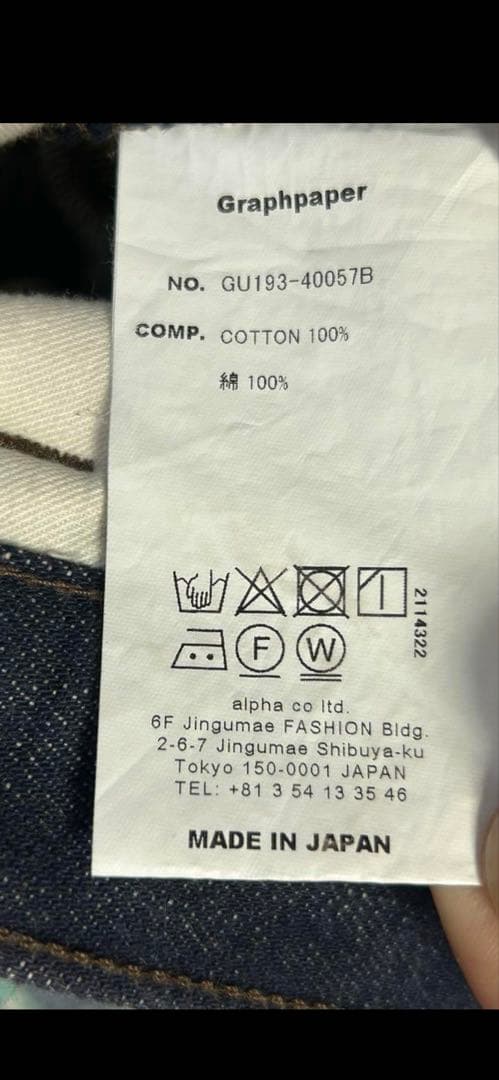 Graphpaper
NO. GU193-40057B
COMP. COTTON 100%
綿 100%
2114322
F W
alpha co ltd.
6F Jingumae FASHION Bldg.
2-6-7 Jingumae Shibuya-ku
Tokyo 150-0001 JAPAN
TEL: +81 3 54 13 35 46
MADE IN JAPAN